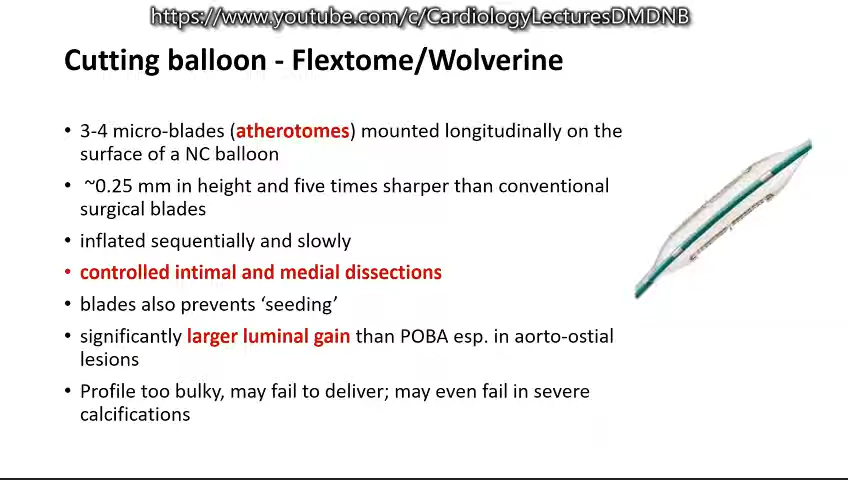 https://www.youtube.com/c/CardiologyLecturesDMDNB
Cutting balloon - Flextome/Wolverine
• 3-4 micro-blades (atherotomes) mounted longitudinally on the
surface of a NC balloon
• ~0.25 mm in height and five times sharper than conventional
surgical blades
• inflated sequentially and slowly
• controlled intimal and medial dissections
• blades also prevents ‘seeding’
• significantly larger luminal gain than POBA esp. in aorto-ostial
lesions
• Profile too bulky, may fail to deliver; may even fail in severe
calcifications